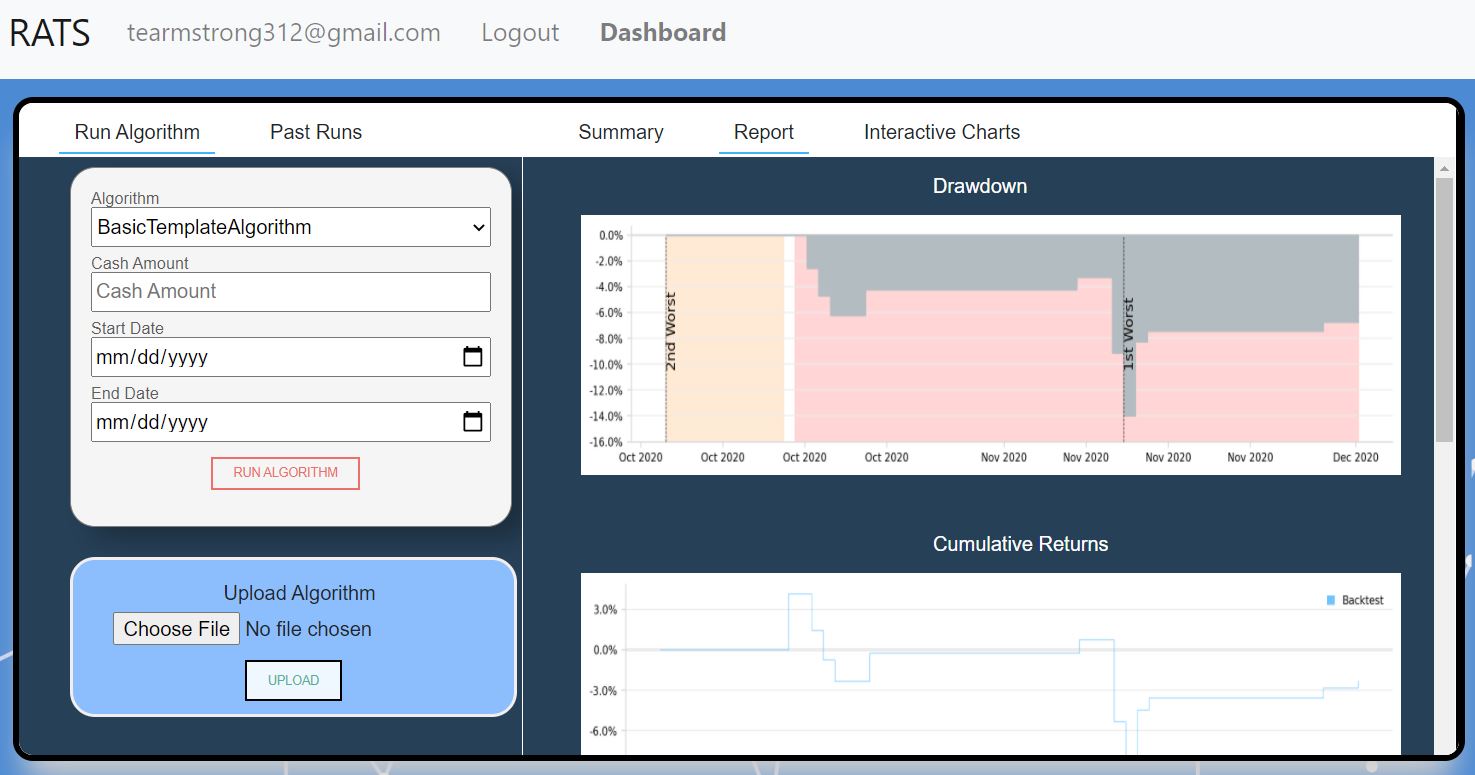 RATS tearmstrong312@gmail.com Logout Dashboard
Run Algorithm Past Runs Summary Report Interactive Charts
Algorithm
BasicTemplateAlgorithm
Cash Amount
Cash Amount
Start Date
mm/dd/yyyy
End Date
mm/dd/yyyy
RUN ALGORITHM
Upload Algorithm
Choose File No file chosen
UPLOAD
Drawdown
0.0%
-2.0%
-4.0%
-6.0%
-8.0%
-10.0%
-12.0%
-14.0%
-16.0%
2nd Worst
1st Worst
Oct 2020 Oct 2020 Oct 2020 Oct 2020 Nov 2020 Nov 2020 Nov 2020 Nov 2020 Dec 2020
Cumulative Returns
Backtest
3.0%
0.0%
-3.0%
-6.0%